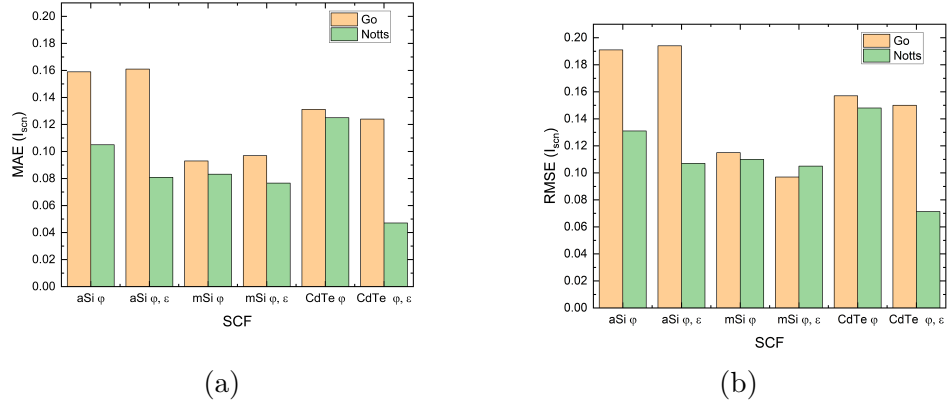 Go
Notts
MAE (Iscn)
0.20
0.18
0.16
0.14
0.12
0.10
0.08
0.06
0.04
0.02
0.00
aSi φ
aSi φ, ε
mSi φ
mSi φ, ε
CdTe φ
CdTe φ, ε
SCF
(a)
Go
Notts
RMSE (Iscn)
0.20
0.18
0.16
0.14
0.12
0.10
0.08
0.06
0.04
0.02
0.00
aSi φ
aSi φ, ε
mSi φ
mSi φ, ε
CdTe φ
CdTe φ, ε
SCF
(b)